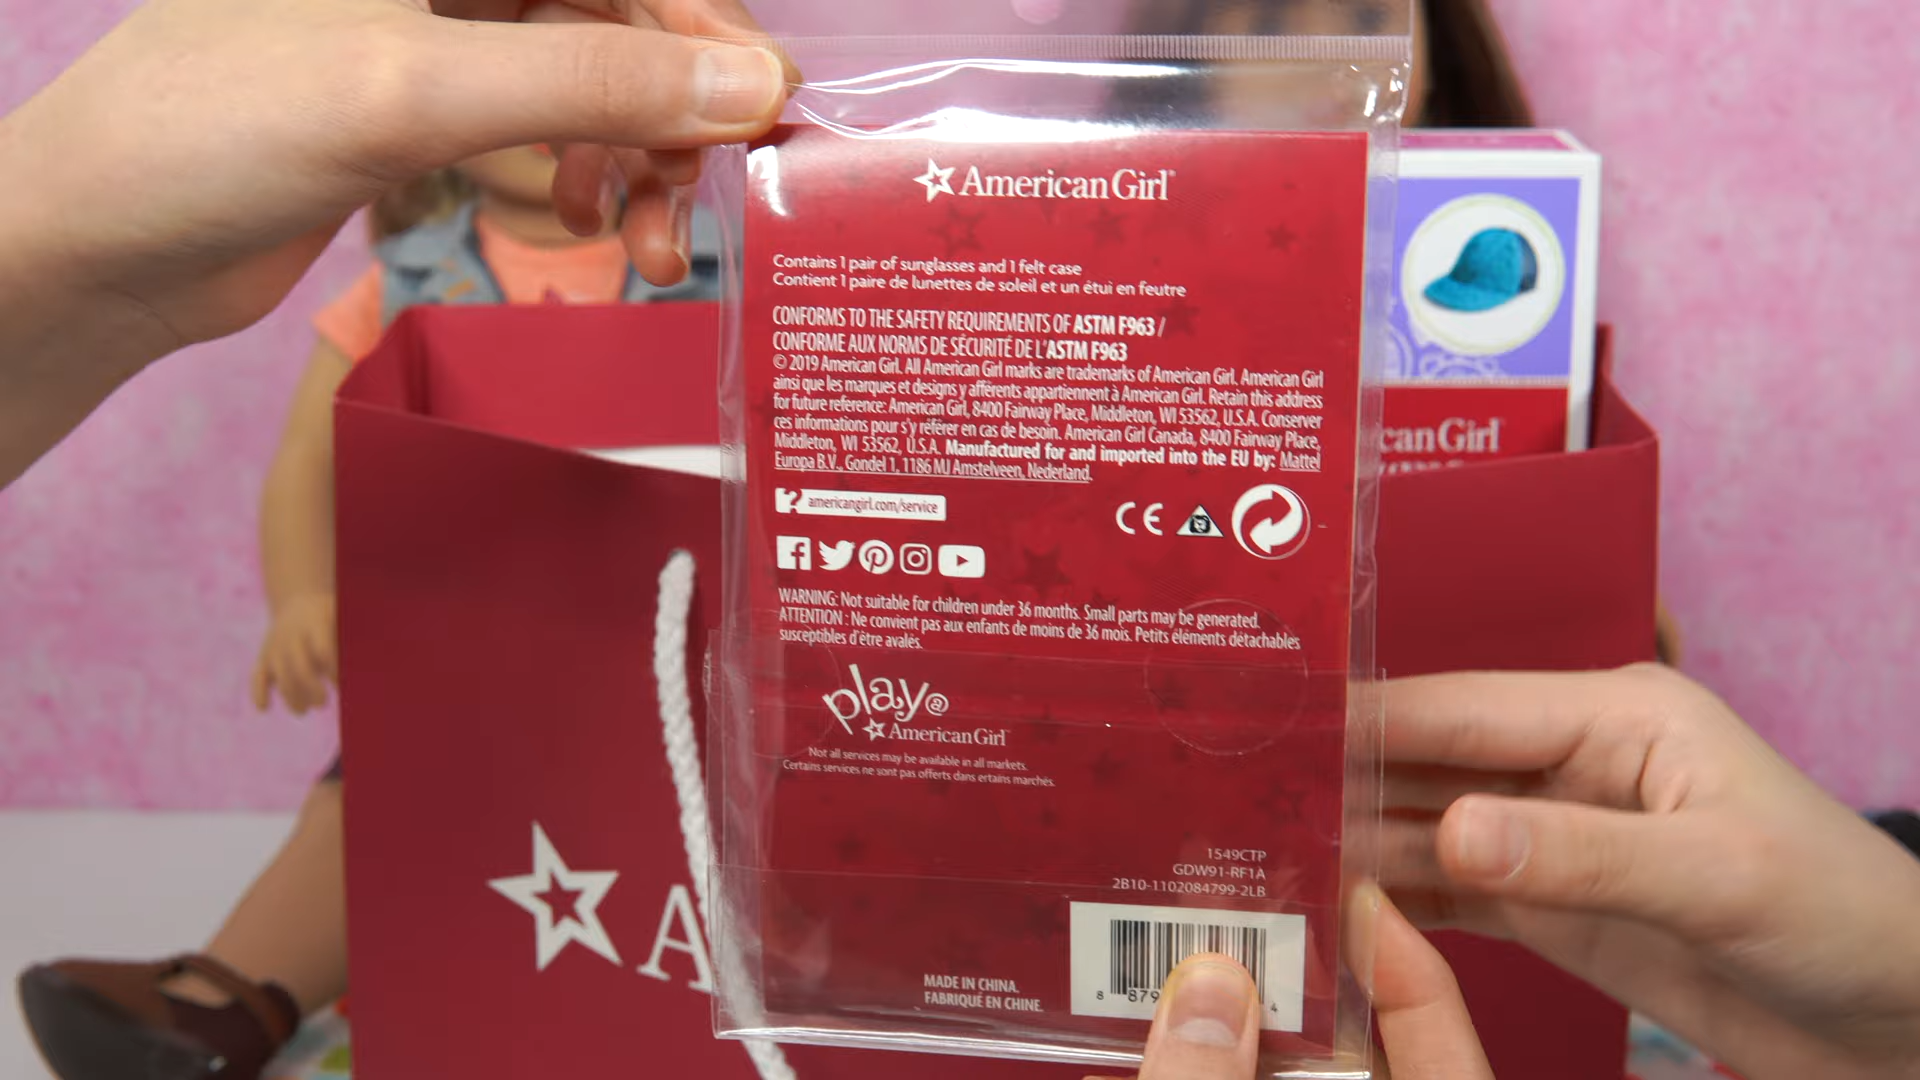 American Girl
Contains 1 pair of sunglasses and 1 felt case
Contient 1 paire de lunettes de soleil et un étui en feutre
CONFORMS TO THE SAFETY REQUIREMENTS OF ASTM F963 /
CONFORME AUX NORMS DE SÉCURITÉ DE L'ASTM F963
© 2019 American Girl. All American Girl marks are trademarks of American Girl. American Girl
ainsi que les marques et designs y afférents appartiennent à American Girl. Retain this address
for future reference: American Girl, 8400 Fairway Place, Middleton, WI 53562, U.S.A. Conserver
ces informations pour s'y référer en cas de besoin. American Girl Canada, 8400 Fairway Place,
Middleton, WI 53562, U.S.A. Manufactured for and imported into the EU by: Mattel
Europa B.V., Gondel 1, 1186 MJ Amstelveen, Nederland.
? americangirl.com/service
CE
WARNING: Not suitable for children under 36 months. Small parts may be generated.
ATTENTION : Ne convient pas aux enfants de moins de 36 mois. Petits éléments détachables
susceptibles d'être avalés.
play@
American Girl
Not all services may be available in all markets.
Certains services ne sont pas offerts dans ertains marchés.
1549CTP
GDW91-RF1A
2B10-1102084799-2LB
MADE IN CHINA.
FABRIQUÉ EN CHINE.
8 879 4
can Girl
A